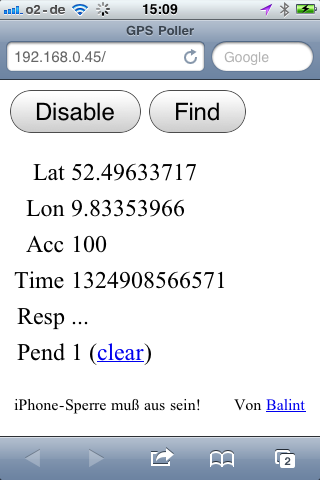 o2-de 15:09
GPS Poller
192.168.0.45/ Google
Disable Find
Lat 52.49633717
Lon 9.83353966
Acc 100
Time 1324908566571
Resp ...
Pend 1 (clear)
iPhone-Sperre muß aus sein! Von Balint
2